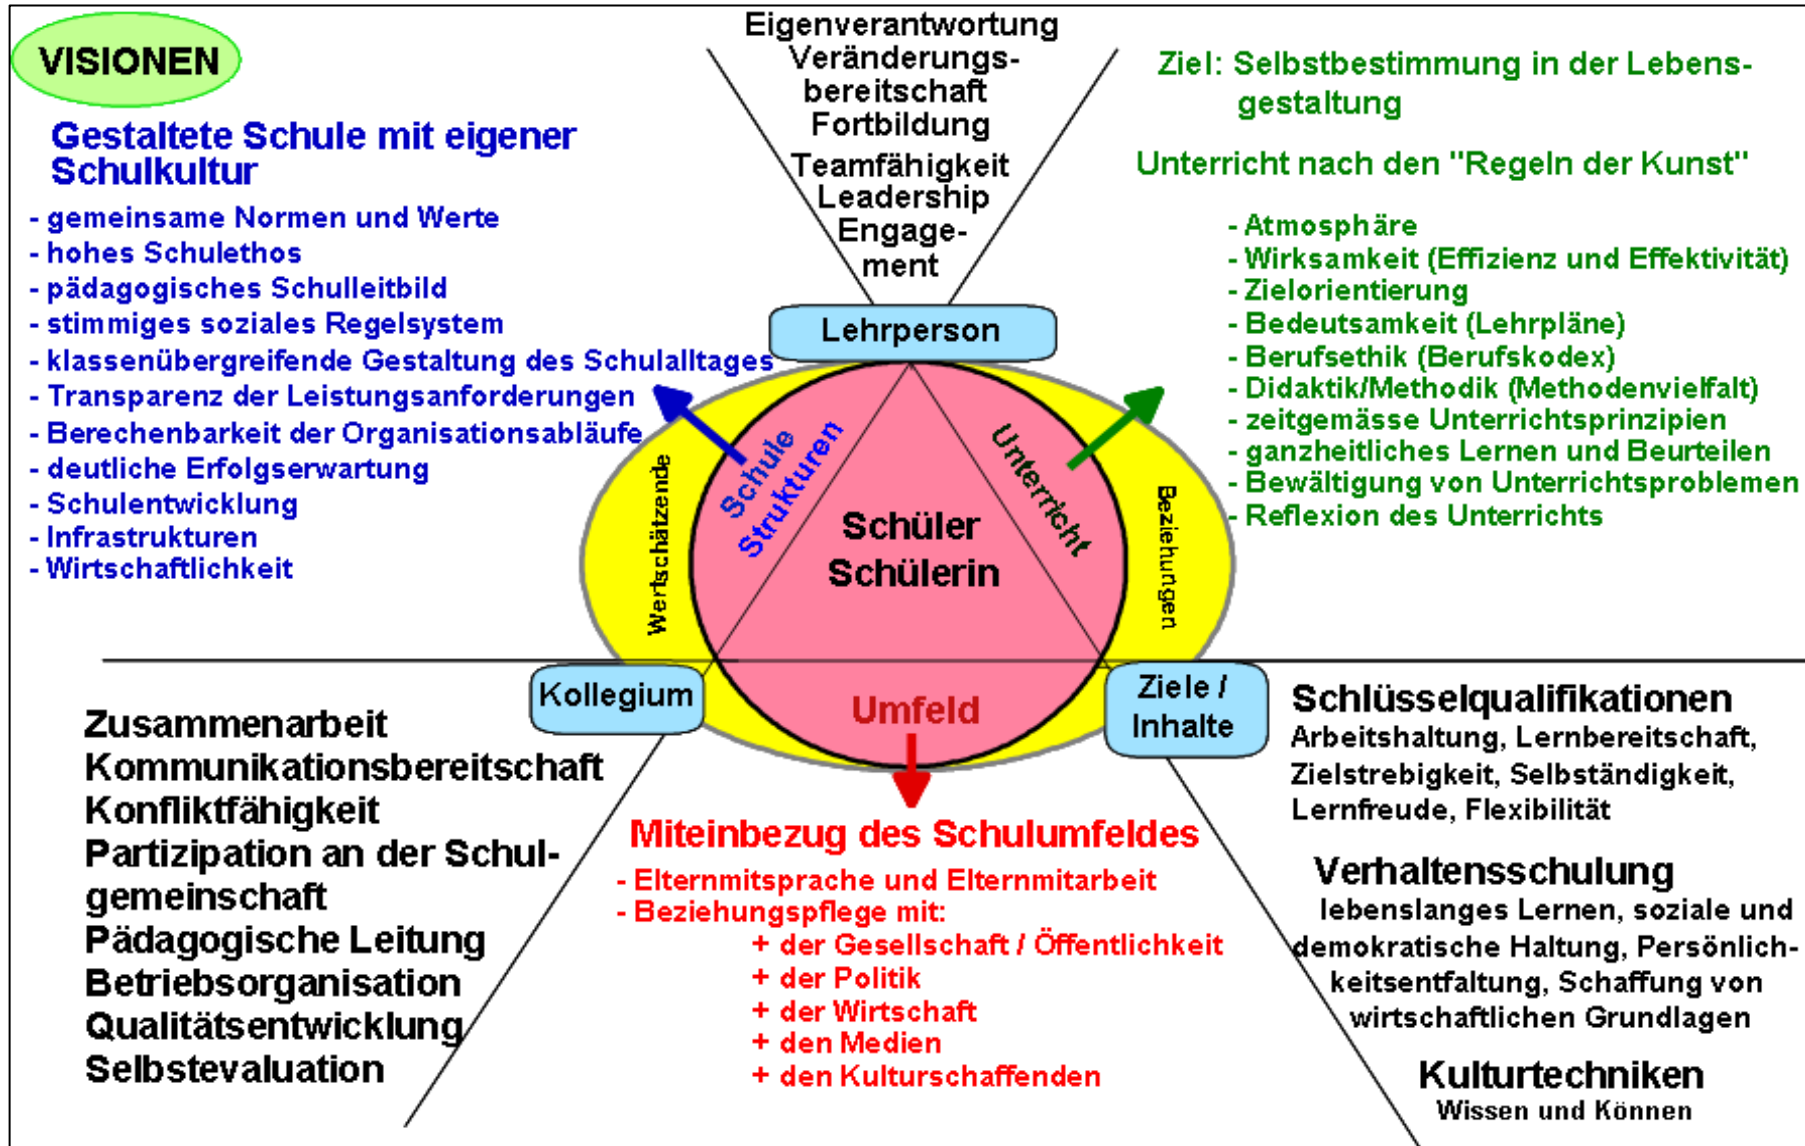 VISIONEN
Gestaltete Schule mit eigener
Schulkultur
- gemeinsame Normen und Werte
- hohes Schulethos
- pädagogisches Schulleitbild
- stimmiges soziales Regelsystem
- klassenübergreifende Gestaltung des Schulalltages
- Transparenz der Leistungsanforderungen
- Berechenbarkeit der Organisationsabläufe
- deutliche Erfolgserwartung
- Schulentwicklung
- Infrastrukturen
- Wirtschaftlichkeit
Eigenverantwortung
Veränderungs-
bereitschaft
Fortbildung
Teamfähigkeit
Leadership
Engage-
ment
Lehrperson
Ziel: Selbstbestimmung in der Lebens-
gestaltung
Unterricht nach den "Regeln der Kunst"
- Atmosphäre
- Wirksamkeit (Effizienz und Effektivität)
- Zielorientierung
- Bedeutsamkeit (Lehrpläne)
- Berufsethik (Berufskodex)
- Didaktik/Methodik (Methodenvielfalt)
- zeitgemässe Unterrichtsprinzipien
- ganzheitliches Lernen und Beurteilen
- Bewältigung von Unterrichtsproblemen
- Reflexion des Unterrichts
Wertschätzende
Schule
Strukturen
Schüler
Schülerin
Unterricht
Beziehungen
Kollegium
Umfeld
Ziele /
Inhalte
Zusammenarbeit
Kommunikationsbereitschaft
Konfliktfähigkeit
Partizipation an der Schul-
gemeinschaft
Pädagogische Leitung
Betriebsorganisation
Qualitätsentwicklung
Selbstevaluation
Miteinbezug des Schulumfeldes
- Elternmitsprache und Elternmitarbeit
- Beziehungspflege mit:
+ der Gesellschaft / Öffentlichkeit
+ der Politik
+ der Wirtschaft
+ den Medien
+ den Kulturschaffenden
Schlüsselqualifikationen
Arbeitshaltung, Lernbereitschaft,
Zielstrebigkeit, Selbständigkeit,
Lernfreude, Flexibilität
Verhaltensschulung
lebenslanges Lernen, soziale und
demokratische Haltung, Persönlich-
keitsentfaltung, Schaffung von
wirtschaftlichen Grundlagen
Kulturtechniken
Wissen und Können